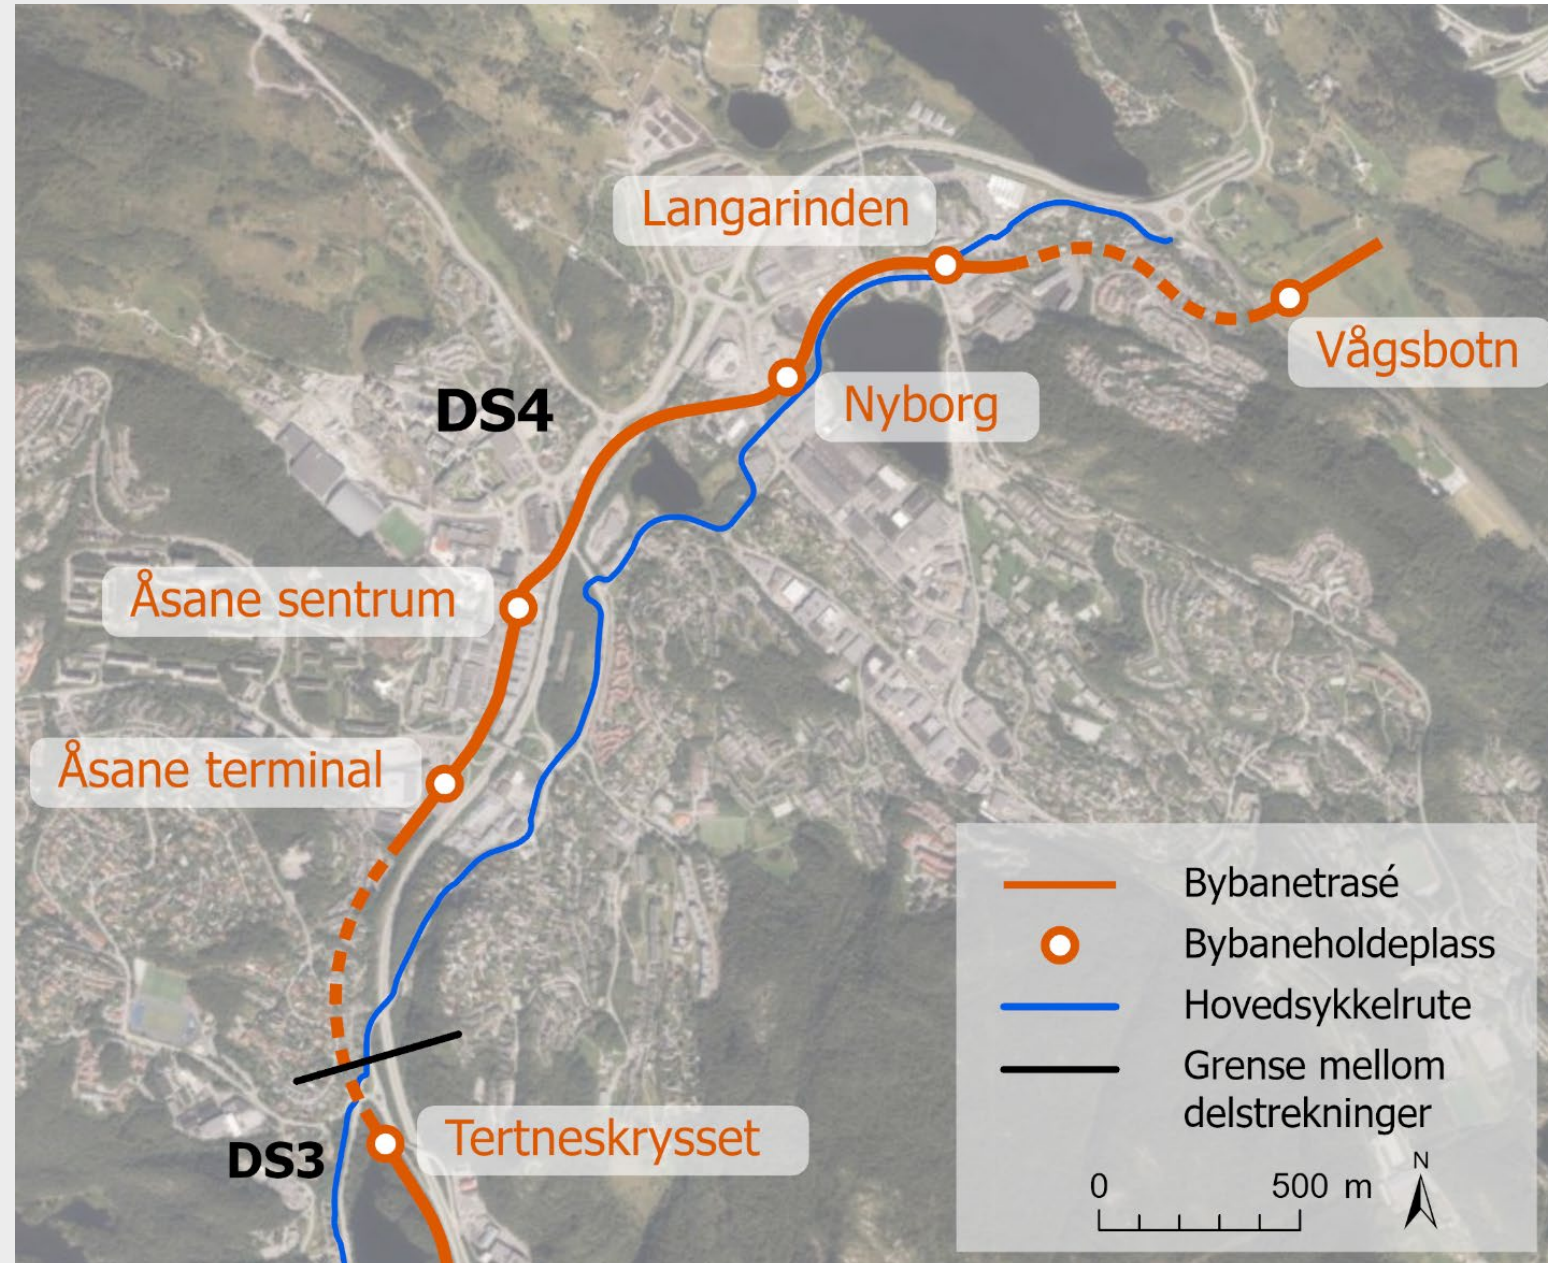 Langarinden
Vågsbotn
DS4
Nyborg
Åsane sentrum
Åsane terminal
Tertneskrysset
DS3
Bybanetrasé
Bybaneholdeplass
Hovedsykkelrute
Grense mellom
delstrekninger
0 500 m
N